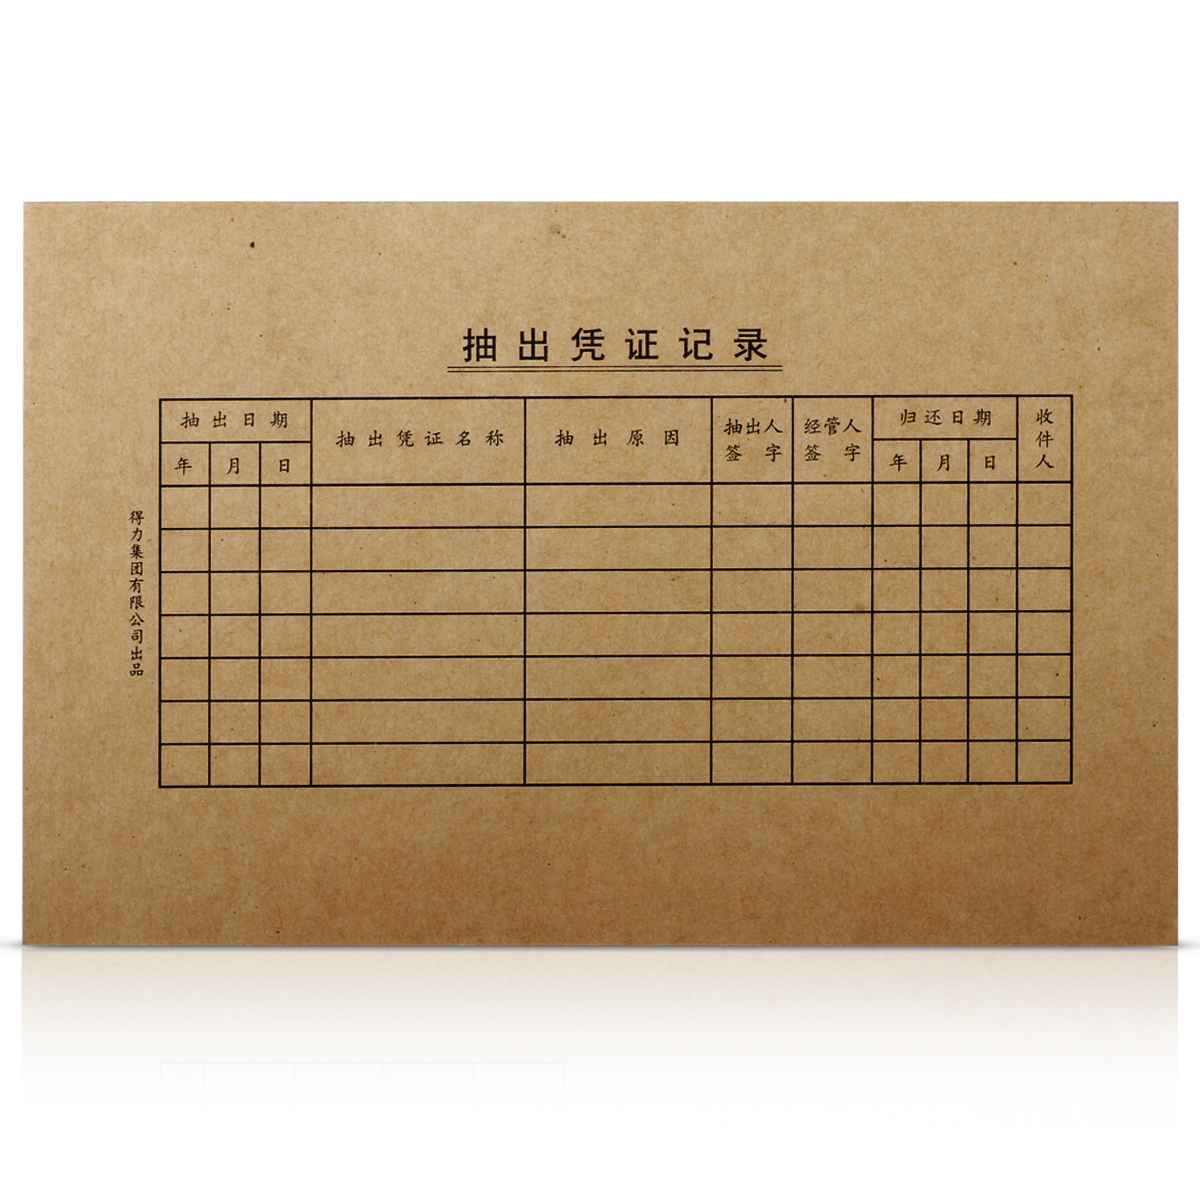 抽出凭证记录
抽出日期
年 月 日
抽出凭证名称
抽出原因
抽出人
签 字
经管人
签 字
归还日期
年 月 日
收件人
得力集团有限公司出品